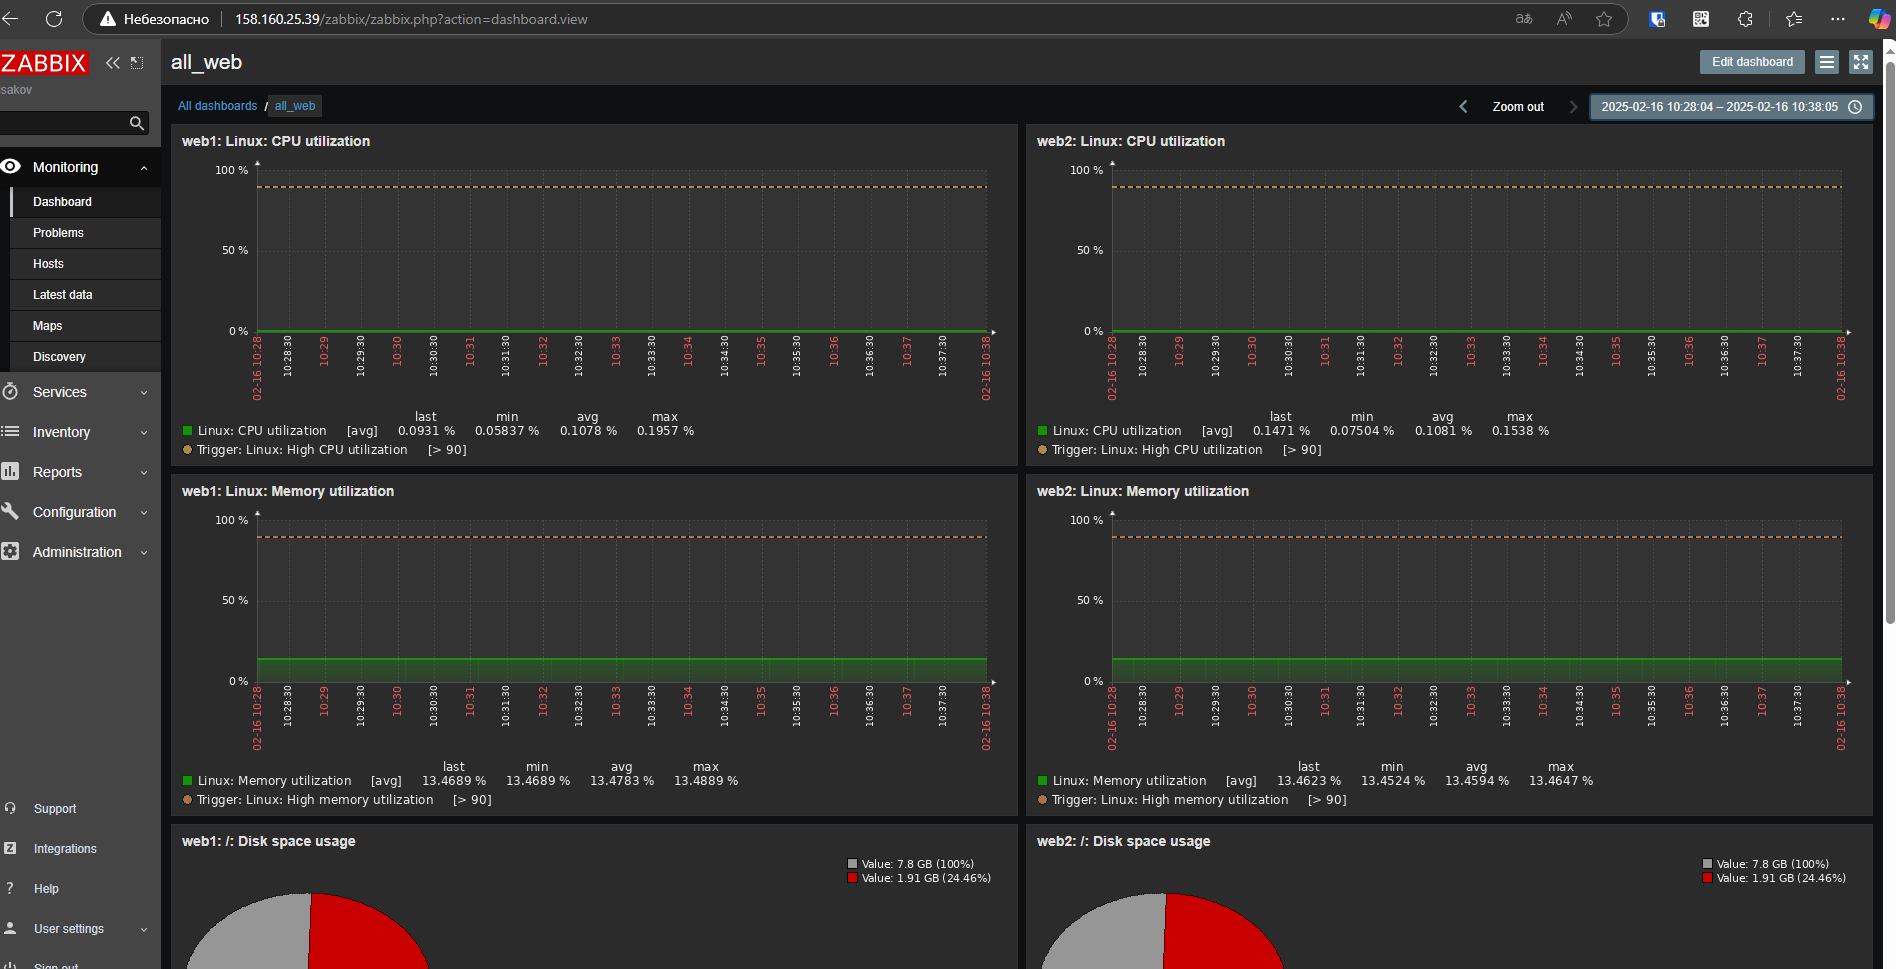 Небезопасно
158.160.25.39/zabbix/zabbix.php?action=dashboard.view
aあ
A
ZABBIX
sakov
Monitoring
Dashboard
Problems
Hosts
Latest data
Maps
Discovery
Services
Inventory
Reports
Configuration
Administration
Support
Z Integrations
? Help
User settings
Sign out
all_web
Edit dashboard
All dashboards / all_web
Zoom out
2025-02-16 10:28:04 – 2025-02-16 10:38:05
web1: Linux: CPU utilization
100 %
50 %
0 %
02-16 10:28 10:28:30 10:29 10:29:30 10:30 10:30:30 10:31 10:31:30 10:32 10:32:30 10:33 10:33:30 10:34 10:34:30 10:35 10:35:30 10:36 10:36:30 10:37 10:37:30 02-16 10:38
last min avg max
Linux: CPU utilization [avg] 0.0931 % 0.05837 % 0.1078 % 0.1957 %
Trigger: Linux: High CPU utilization [> 90]
web2: Linux: CPU utilization
100 %
50 %
0 %
02-16 10:28 10:28:30 10:29 10:29:30 10:30 10:30:30 10:31 10:31:30 10:32 10:32:30 10:33 10:33:30 10:34 10:34:30 10:35 10:35:30 10:36 10:36:30 10:37 10:37:30 02-16 10:38
last min avg max
Linux: CPU utilization [avg] 0.1471 % 0.07504 % 0.1081 % 0.1538 %
Trigger: Linux: High CPU utilization [> 90]
web1: Linux: Memory utilization
100 %
50 %
0 %
02-16 10:28 10:28:30 10:29 10:29:30 10:30 10:30:30 10:31 10:31:30 10:32 10:32:30 10:33 10:33:30 10:34 10:34:30 10:35 10:35:30 10:36 10:36:30 10:37 10:37:30 02-16 10:38
last min avg max
Linux: Memory utilization [avg] 13.4689 % 13.4689 % 13.4783 % 13.4889 %
Trigger: Linux: High memory utilization [> 90]
web2: Linux: Memory utilization
100 %
50 %
0 %
02-16 10:28 10:28:30 10:29 10:29:30 10:30 10:30:30 10:31 10:31:30 10:32 10:32:30 10:33 10:33:30 10:34 10:34:30 10:35 10:35:30 10:36 10:36:30 10:37 10:37:30 02-16 10:38
last min avg max
Linux: Memory utilization [avg] 13.4623 % 13.4524 % 13.4594 % 13.4647 %
Trigger: Linux: High memory utilization [> 90]
web1: /: Disk space usage
Value: 7.8 GB (100%)
Value: 1.91 GB (24.46%)
web2: /: Disk space usage
Value: 7.8 GB (100%)
Value: 1.91 GB (24.46%)